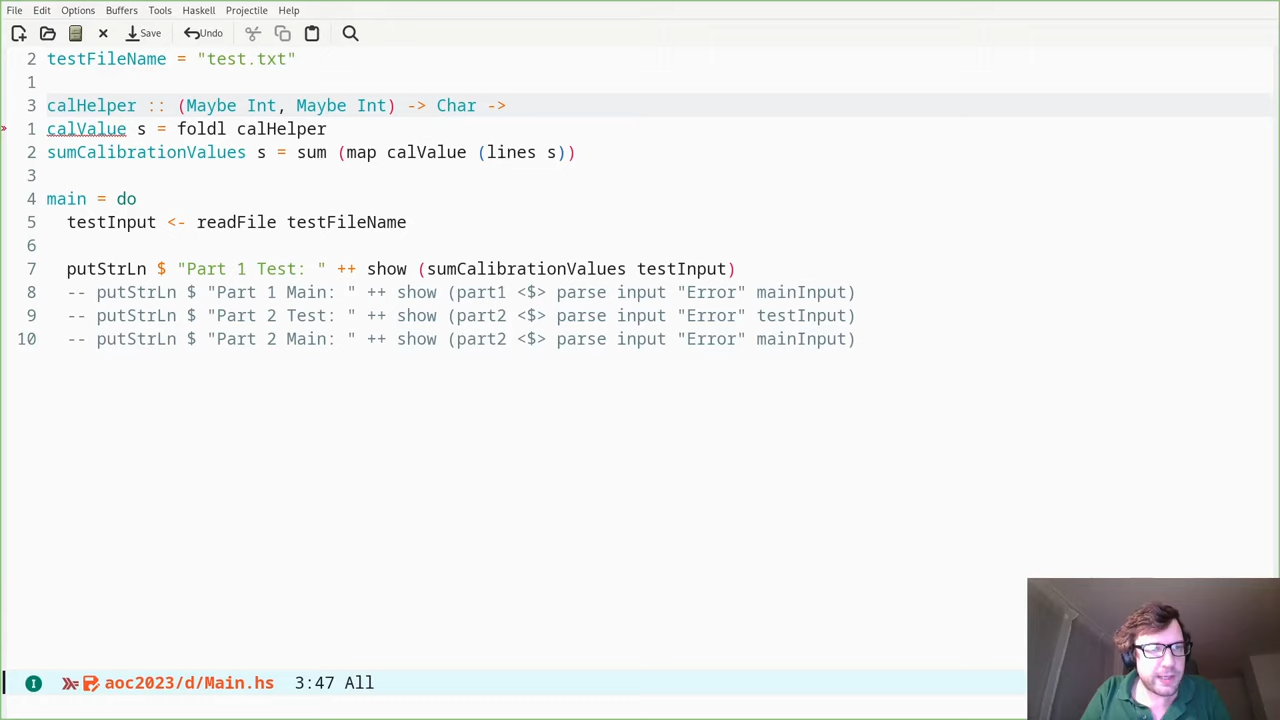 File Edit Options Buffers Tools Haskell Projectile Help
Save Undo
2 testFileName = "test.txt"
1
3 calHelper :: (Maybe Int, Maybe Int) -> Char ->
» 1 calValue s = foldl calHelper
2 sumCalibrationValues s = sum (map calValue (lines s))
3
4 main = do
5 testInput <- readFile testFileName
6
7 putStrLn $ "Part 1 Test: " ++ show (sumCalibrationValues testInput)
8 -- putStrLn $ "Part 1 Main: " ++ show (part1 <$> parse input "Error" mainInput)
9 -- putStrLn $ "Part 2 Test: " ++ show (part2 <$> parse input "Error" testInput)
10 -- putStrLn $ "Part 2 Main: " ++ show (part2 <$> parse input "Error" mainInput)
I aoc2023/d/Main.hs 3:47 All